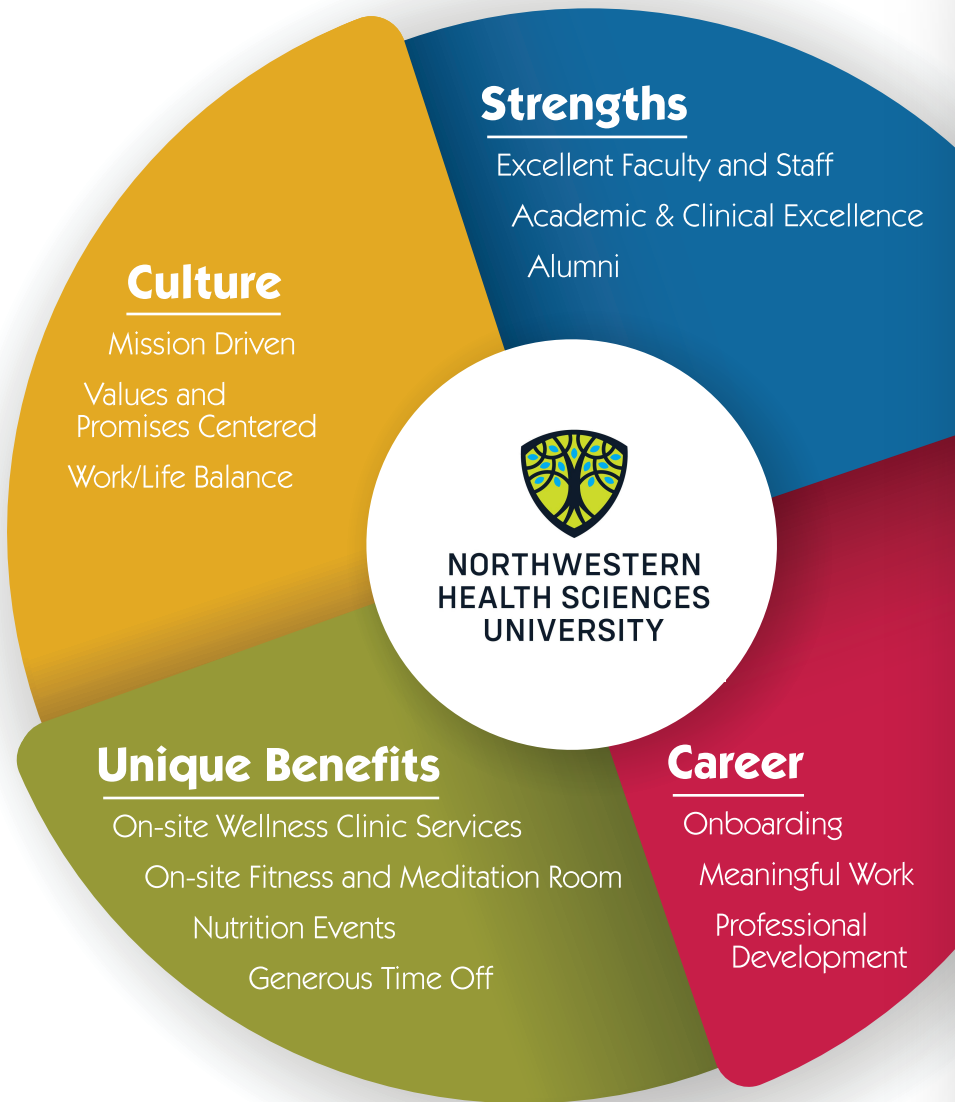 Strengths
Excellent Faculty and Staff
Academic & Clinical Excellence
Alumni
Culture
Mission Driven
Values and
Promises Centered
Work/Life Balance
NORTHWESTERN
HEALTH SCIENCES
UNIVERSITY
Unique Benefits
On-site Wellness Clinic Services
On-site Fitness and Meditation Room
Nutrition Events
Generous Time Off
Career
Onboarding
Meaningful Work
Professional
Development